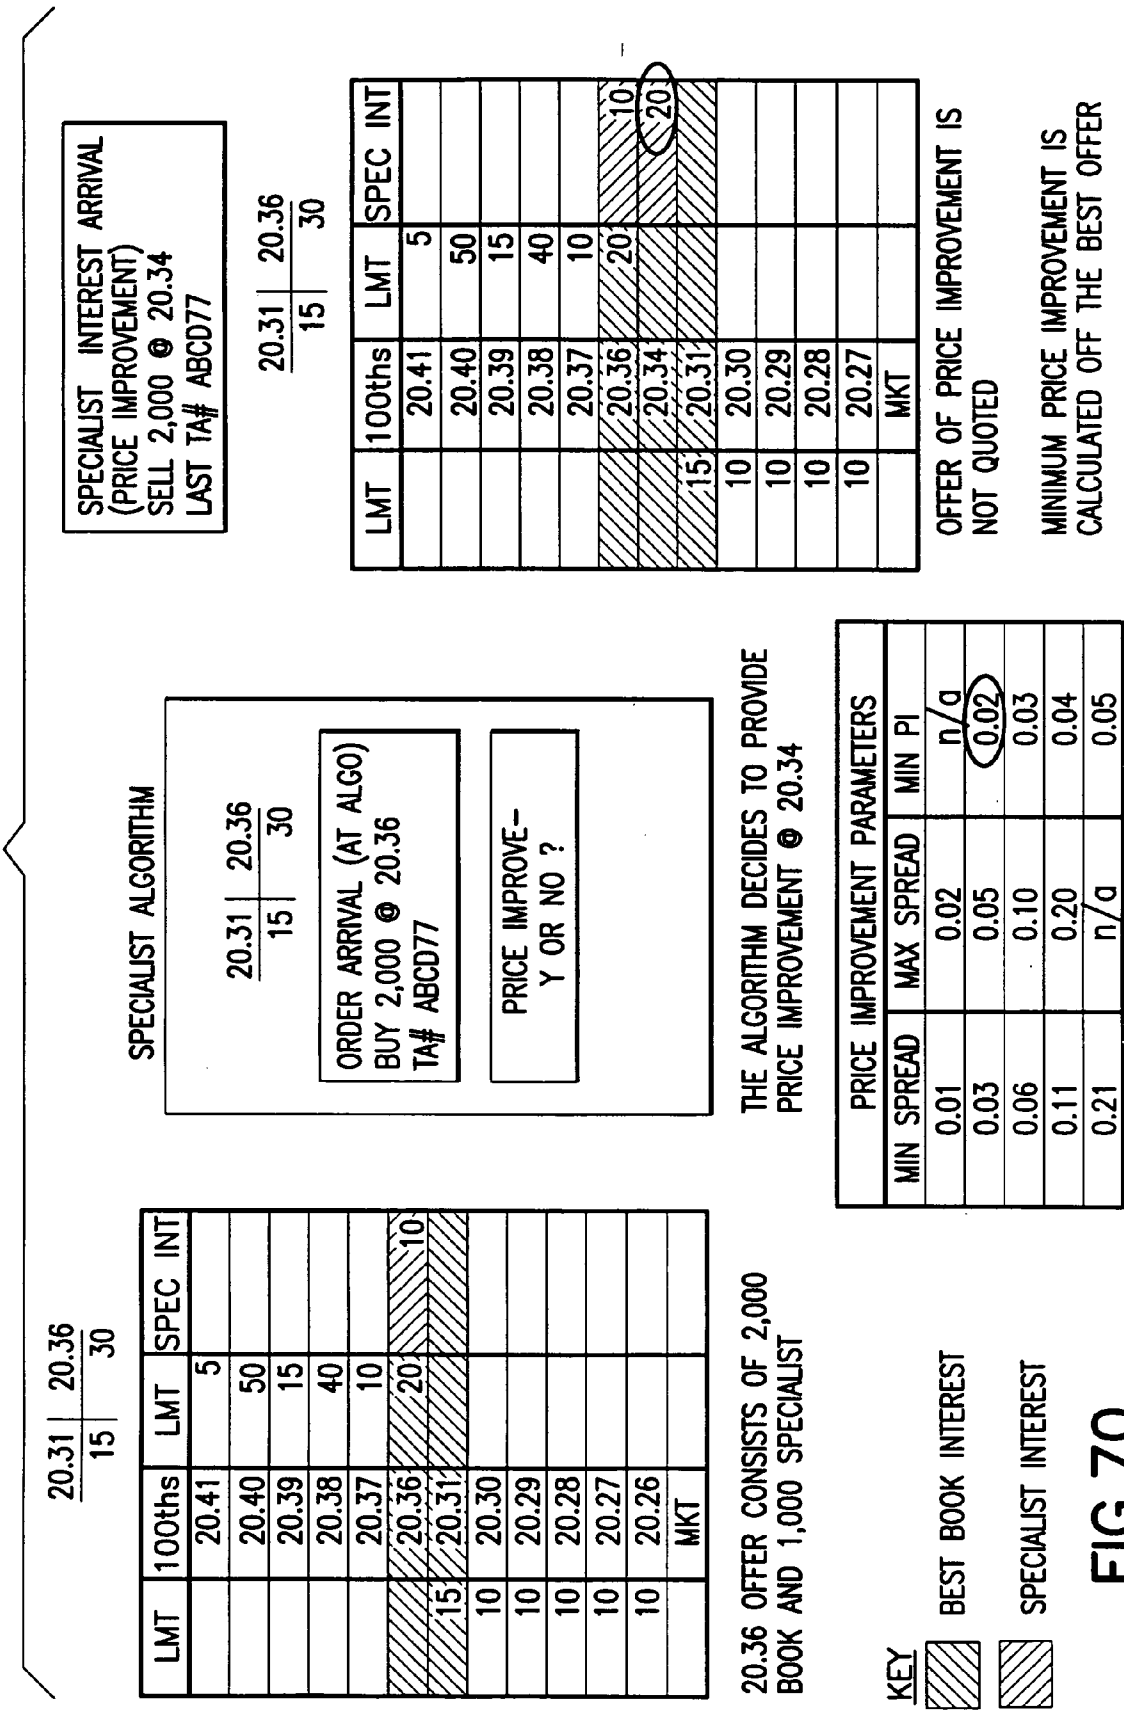 20.31 | 20.36
15 | 30
LMT 100ths LMT SPEC INT
20.41 5
20.40 50
20.39 15
20.38 40
20.37 10
20.36 20 10
15 20.31
10 20.30
10 20.29
10 20.28
10 20.27
10 20.26
MKT
20.36 OFFER CONSISTS OF 2,000
BOOK AND 1,000 SPECIALIST
KEY
BEST BOOK INTEREST
SPECIALIST INTEREST
SPECIALIST ALGORITHM
20.31 | 20.36
15 | 30
ORDER ARRIVAL (AT ALGO)
BUY 2,000 @ 20.36
TA# ABCD77
PRICE IMPROVE–
Y OR NO ?
THE ALGORITHM DECIDES TO PROVIDE
PRICE IMPROVEMENT @ 20.34
PRICE IMPROVEMENT PARAMETERS
MIN SPREAD MAX SPREAD MIN PI
0.01 0.02 n/a
0.03 0.05 0.02
0.06 0.10 0.03
0.11 0.20 0.04
0.21 n/a 0.05
SPECIALIST INTEREST ARRIVAL
(PRICE IMPROVEMENT)
SELL 2,000 @ 20.34
LAST TA# ABCD77
20.31 | 20.36
15 | 30
LMT 100ths LMT SPEC INT
20.41 5
20.40 50
20.39 15
20.38 40
20.37 10
20.36 20 10
20.34 20
15 20.31
10 20.30
10 20.29
10 20.28
10 20.27
MKT
OFFER OF PRICE IMPROVEMENT IS
NOT QUOTED
MINIMUM PRICE IMPROVEMENT IS
CALCULATED OFF THE BEST OFFER